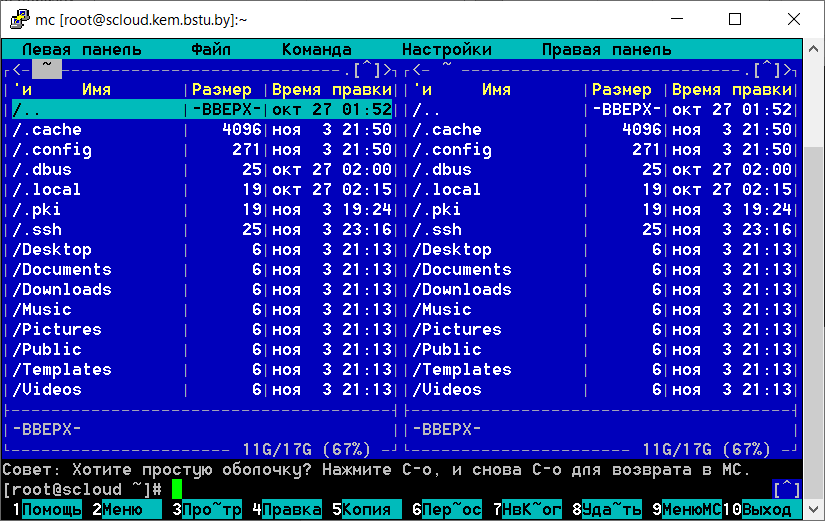 mc [root@scloud.kem.bstu.by]:~
Левая панель Файл Команда Настройки Правая панель
<- ~ .[^]> <- ~ .[^]>
'и Имя Размер Время правки 'и Имя Размер Время правки
/.. -ВВЕРХ- окт 27 01:52 /.. -ВВЕРХ- окт 27 01:52
/.cache 4096 ноя 3 21:50 /.cache 4096 ноя 3 21:50
/.config 271 ноя 3 21:50 /.config 271 ноя 3 21:50
/.dbus 25 окт 27 02:00 /.dbus 25 окт 27 02:00
/.local 19 окт 27 02:15 /.local 19 окт 27 02:15
/.pki 19 ноя 3 19:24 /.pki 19 ноя 3 19:24
/.ssh 25 ноя 3 23:16 /.ssh 25 ноя 3 23:16
/Desktop 6 ноя 3 21:13 /Desktop 6 ноя 3 21:13
/Documents 6 ноя 3 21:13 /Documents 6 ноя 3 21:13
/Downloads 6 ноя 3 21:13 /Downloads 6 ноя 3 21:13
/Music 6 ноя 3 21:13 /Music 6 ноя 3 21:13
/Pictures 6 ноя 3 21:13 /Pictures 6 ноя 3 21:13
/Public 6 ноя 3 21:13 /Public 6 ноя 3 21:13
/Templates 6 ноя 3 21:13 /Templates 6 ноя 3 21:13
/Videos 6 ноя 3 21:13 /Videos 6 ноя 3 21:13
-ВВЕРХ- -ВВЕРХ-
11G/17G (67%) 11G/17G (67%)
Совет: Хотите простую оболочку? Нажмите C-o, и снова C-o для возврата в MC.
[root@scloud ~]# [^]
1Помощь 2Меню 3Про~тр 4Правка 5Копия 6Пер~ос 7НвК~ог 8Уда~ть 9МенюMC 10Выход